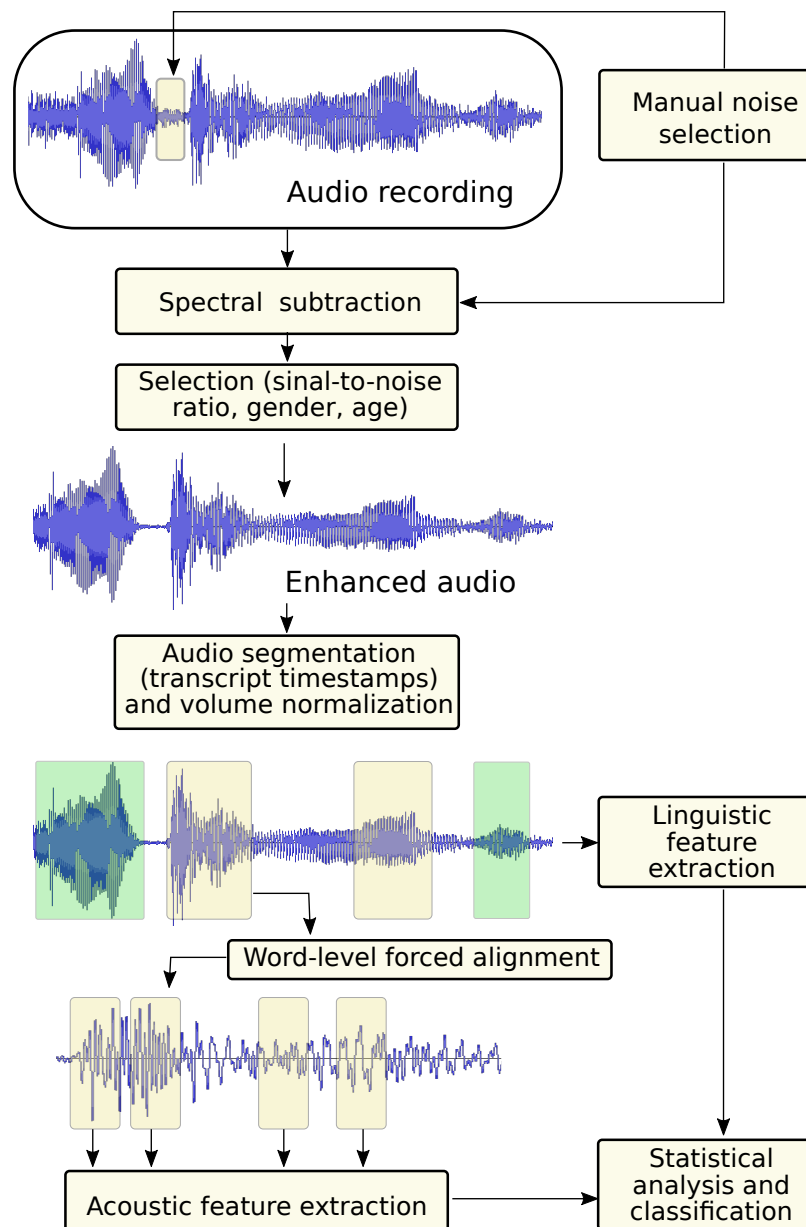 Manual noise
selection
Audio recording
Spectral subtraction
Selection (sinal-to-noise
ratio, gender, age)
Enhanced audio
Audio segmentation
(transcript timestamps)
and volume normalization
Linguistic
feature
extraction
Word-level forced alignment
Acoustic feature extraction
Statistical
analysis and
classification